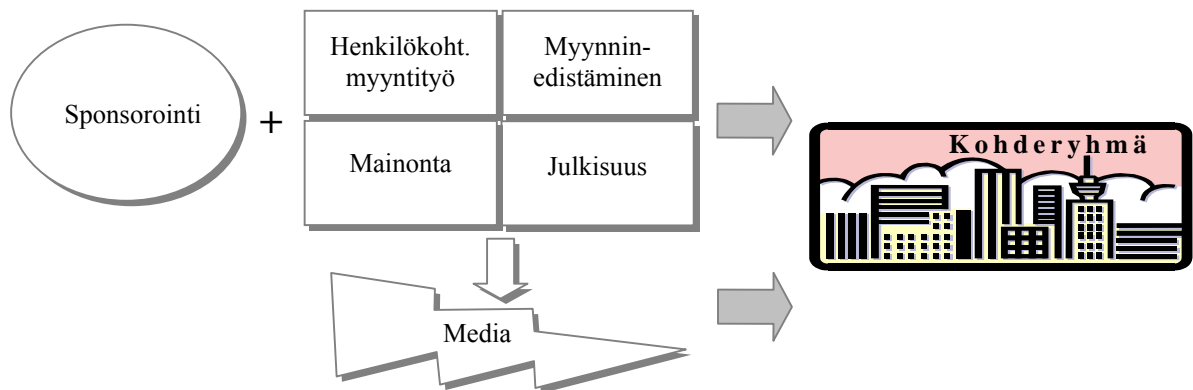 Sponsorointi
+
Henkilökoht.
myyntityö
Myynnin-
edistäminen
Mainonta
Julkisuus
Media
Kohderyhmä